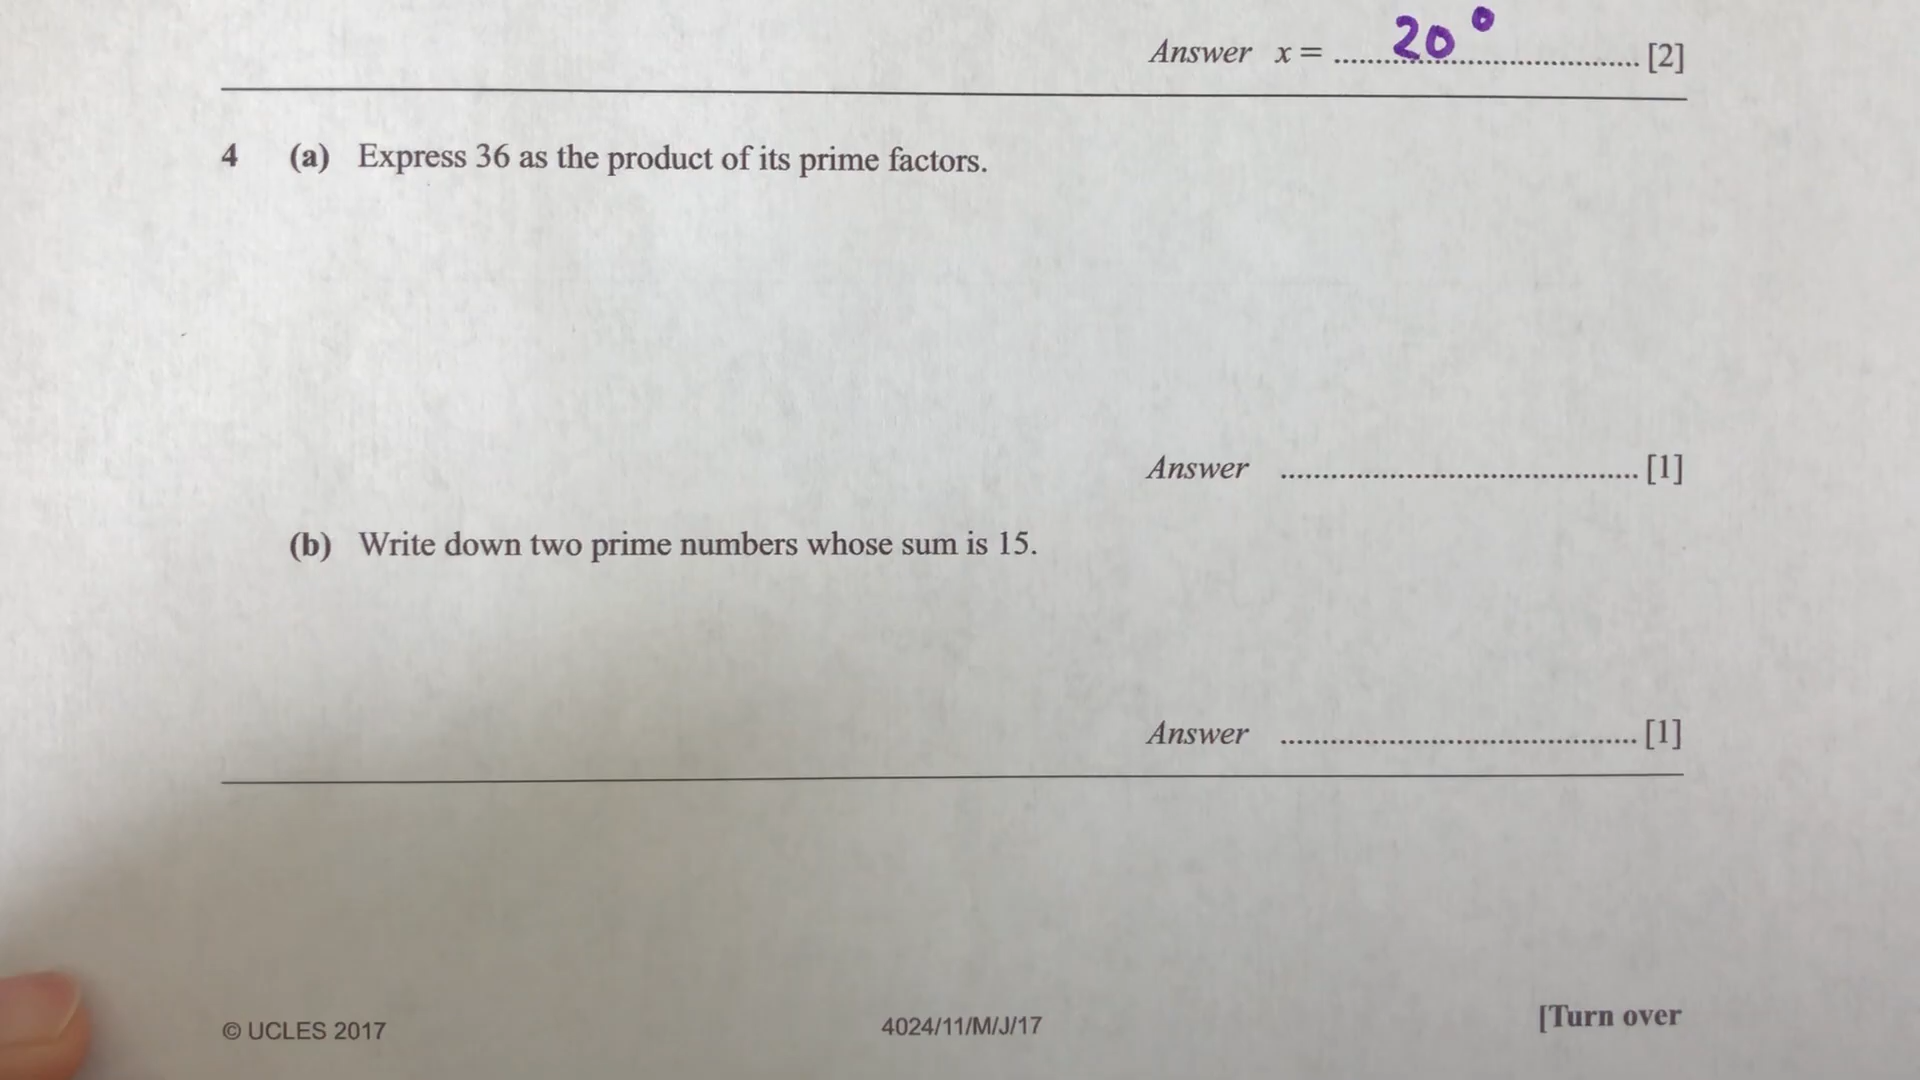 Answer x = 20° [2]
4 (a) Express 36 as the product of its prime factors.
Answer ........................................ [1]
(b) Write down two prime numbers whose sum is 15.
Answer ........................................ [1]
© UCLES 2017
4024/11/M/J/17
[Turn over